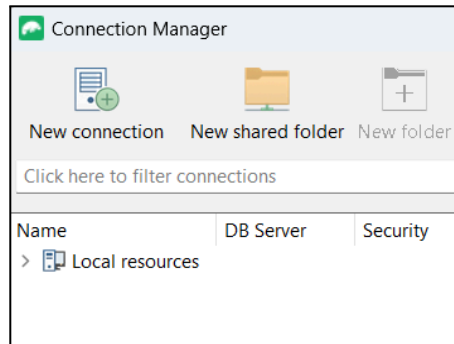 Connection Manager
New connection New shared folder New folder
Click here to filter connections
Name DB Server Security
Local resources